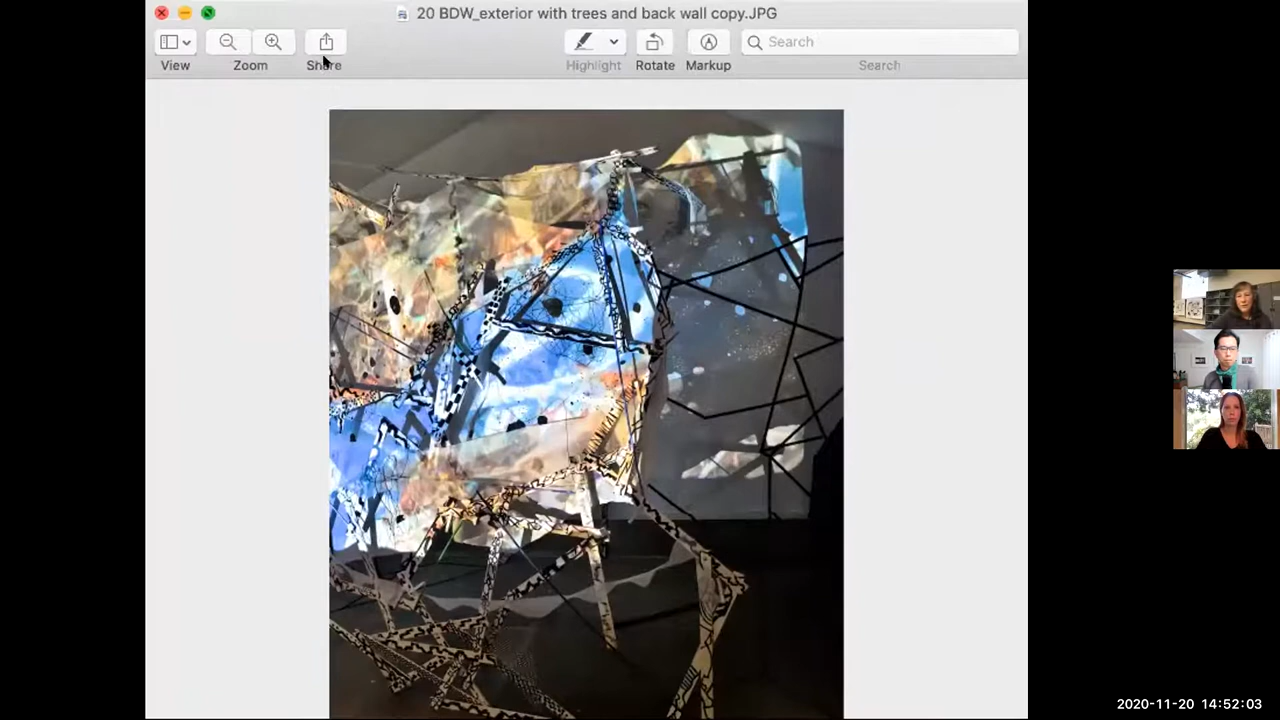 20 BDW_exterior with trees and back wall copy.JPG
Search
View
Zoom
Share
Highlight
Rotate
Markup
Search
2020-11-20 14:52:03